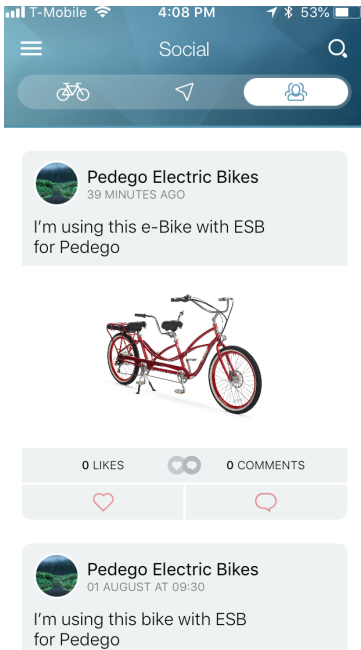 T-Mobile 4:08 PM 53%
Social
Pedego Electric Bikes
39 MINUTES AGO
I'm using this e-Bike with ESB
for Pedego
0 LIKES 0 COMMENTS
Pedego Electric Bikes
01 AUGUST AT 09:30
I'm using this bike with ESB
for Pedego